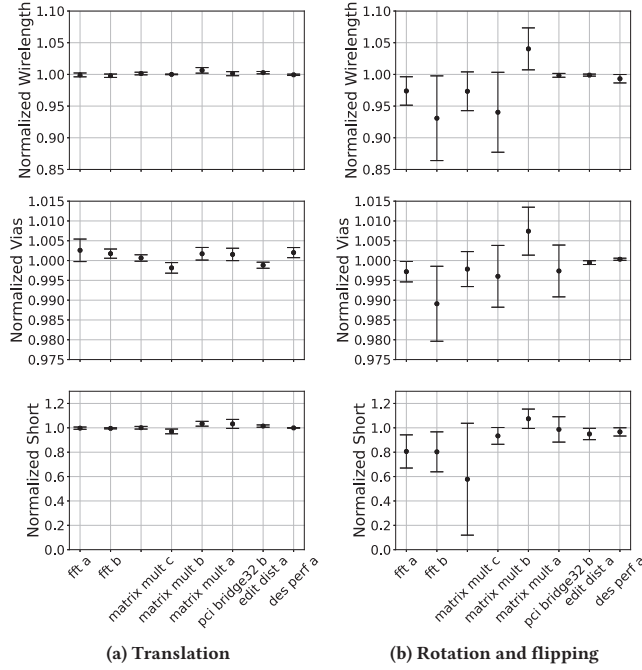 1.10
1.05
1.00
0.95
0.90
0.85
Normalized Wirelength
1.10
1.05
1.00
0.95
0.90
0.85
Normalized Wirelength
1.015
1.010
1.005
1.000
0.995
0.990
0.985
0.980
0.975
Normalized Vias
1.015
1.010
1.005
1.000
0.995
0.990
0.985
0.980
0.975
Normalized Vias
1.2
1.0
0.8
0.6
0.4
0.2
0.0
Normalized Short
1.2
1.0
0.8
0.6
0.4
0.2
0.0
Normalized Short
fft a
fft b
matrix mult c
matrix mult b
matrix mult a
pci bridge32 b
edit dist a
des perf a
fft a
fft b
matrix mult c
matrix mult b
matrix mult a
pci bridge32 b
edit dist a
des perf a
(a) Translation
(b) Rotation and flipping